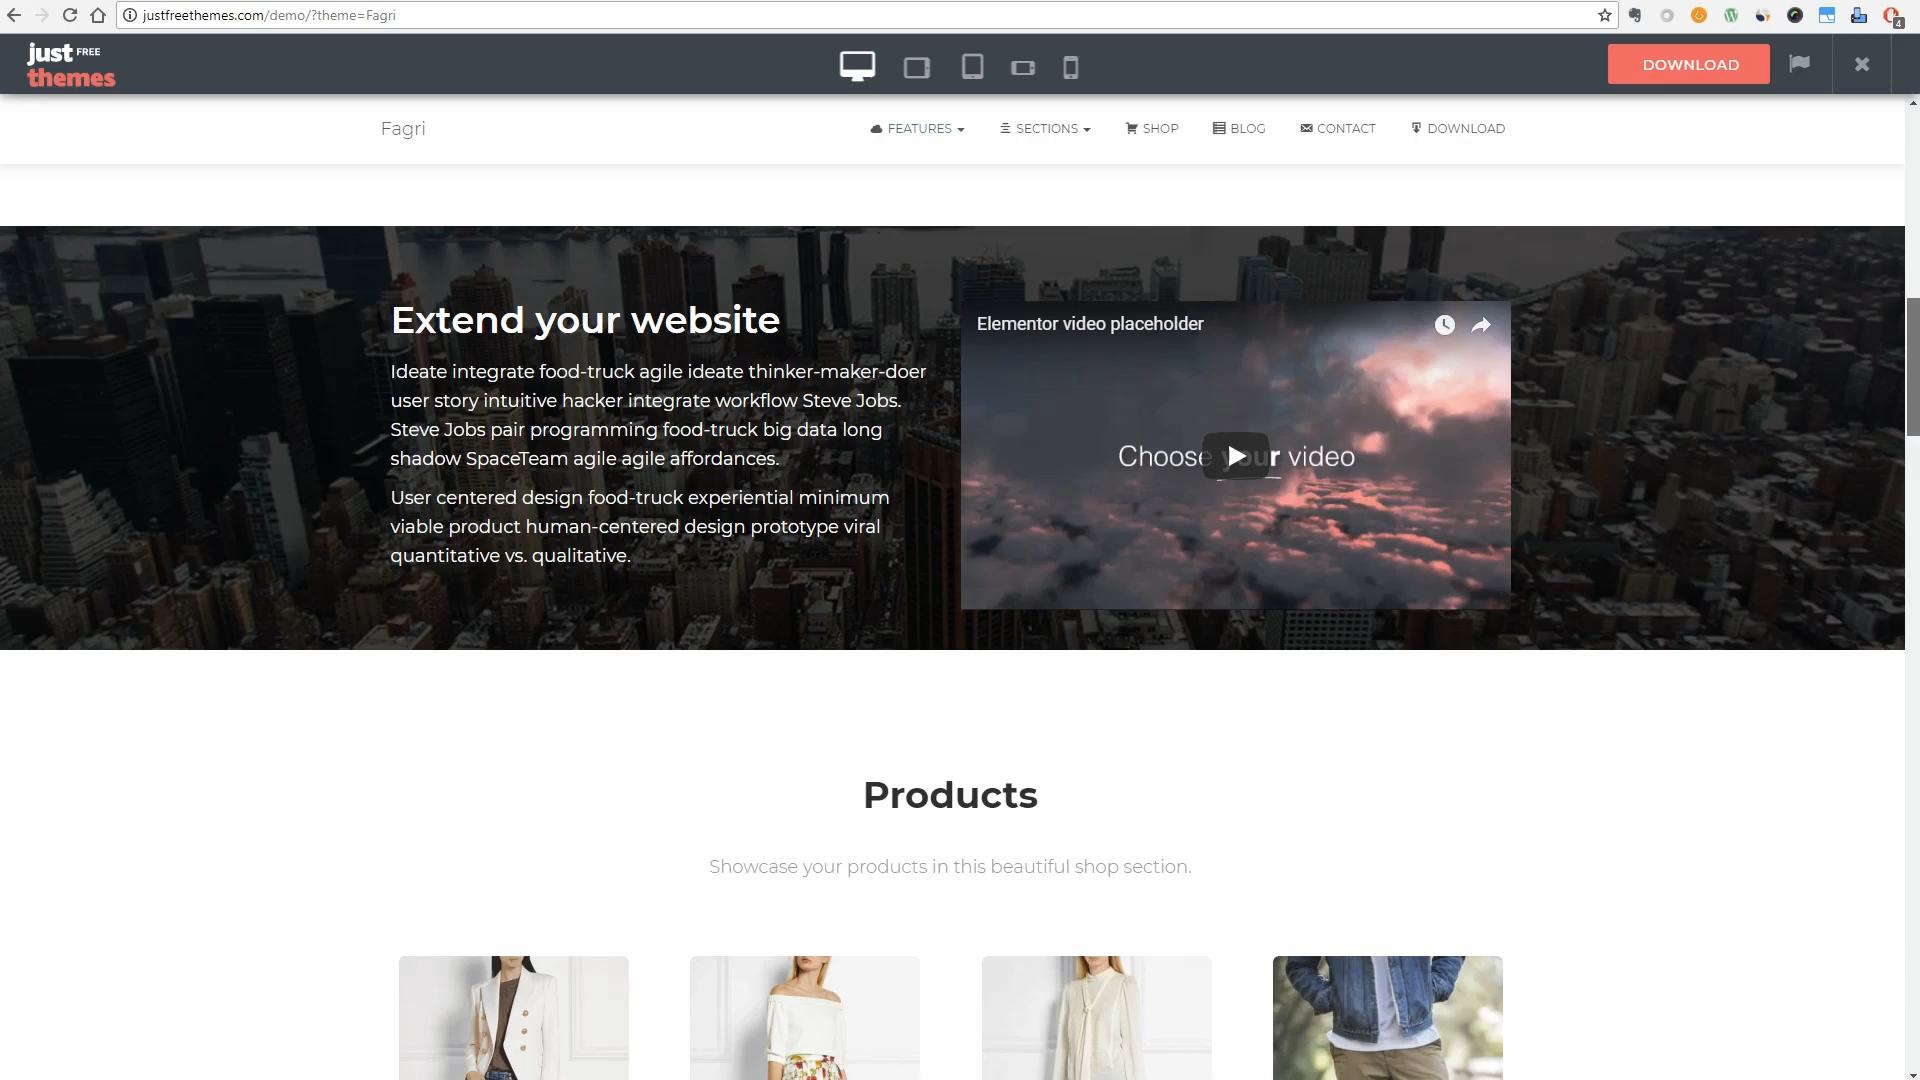 justfreethemes.com/demo/?theme=Fagri
4
just FREE
themes
DOWNLOAD
Fagri
FEATURES
SECTIONS
SHOP
BLOG
CONTACT
DOWNLOAD
Extend your website
Elementor video placeholder
Ideate integrate food-truck agile ideate thinker-maker-doer
user story intuitive hacker integrate workflow Steve Jobs.
Steve Jobs pair programming food-truck big data long
shadow SpaceTeam agile agile affordances.
Choose your video
User centered design food-truck experiential minimum
viable product human-centered design prototype viral
quantitative vs. qualitative.
Products
Showcase your products in this beautiful shop section.